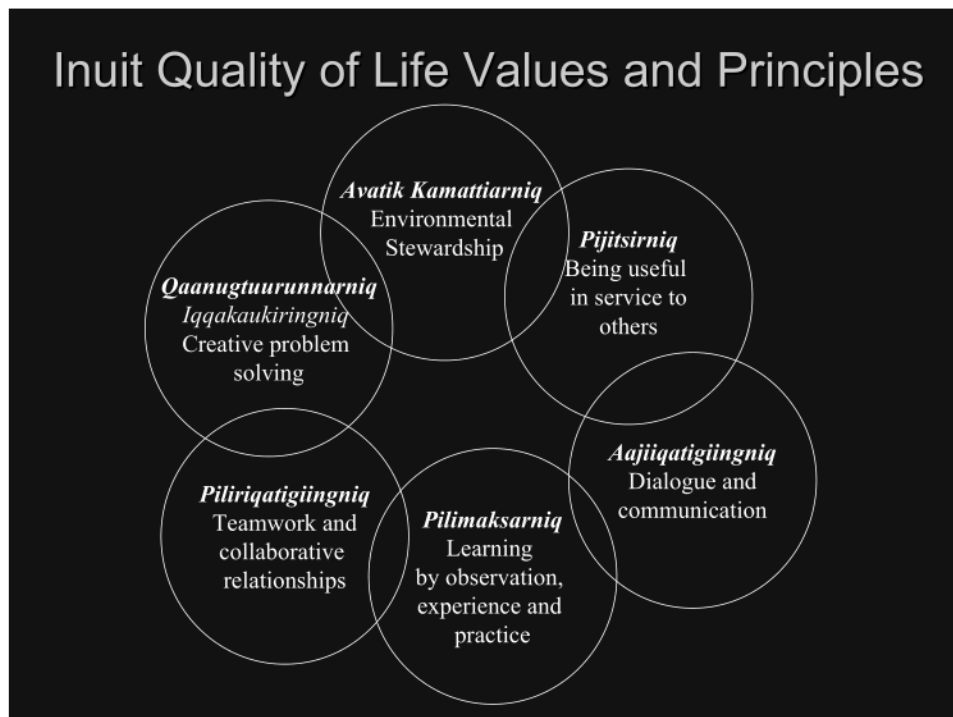 Inuit Quality of Life Values and Principles
Avatik Kamattiarniq
Environmental
Stewardship
Pijitsirniq
Being useful
in service to
others
Aajiiqatigiingniq
Dialogue and
communication
Pilimaksarniq
Learning
by observation,
experience and
practice
Piliriqatigiingniq
Teamwork and
collaborative
relationships
Qaanugtuurunnarniq
Iqqakaukiringniq
Creative problem
solving